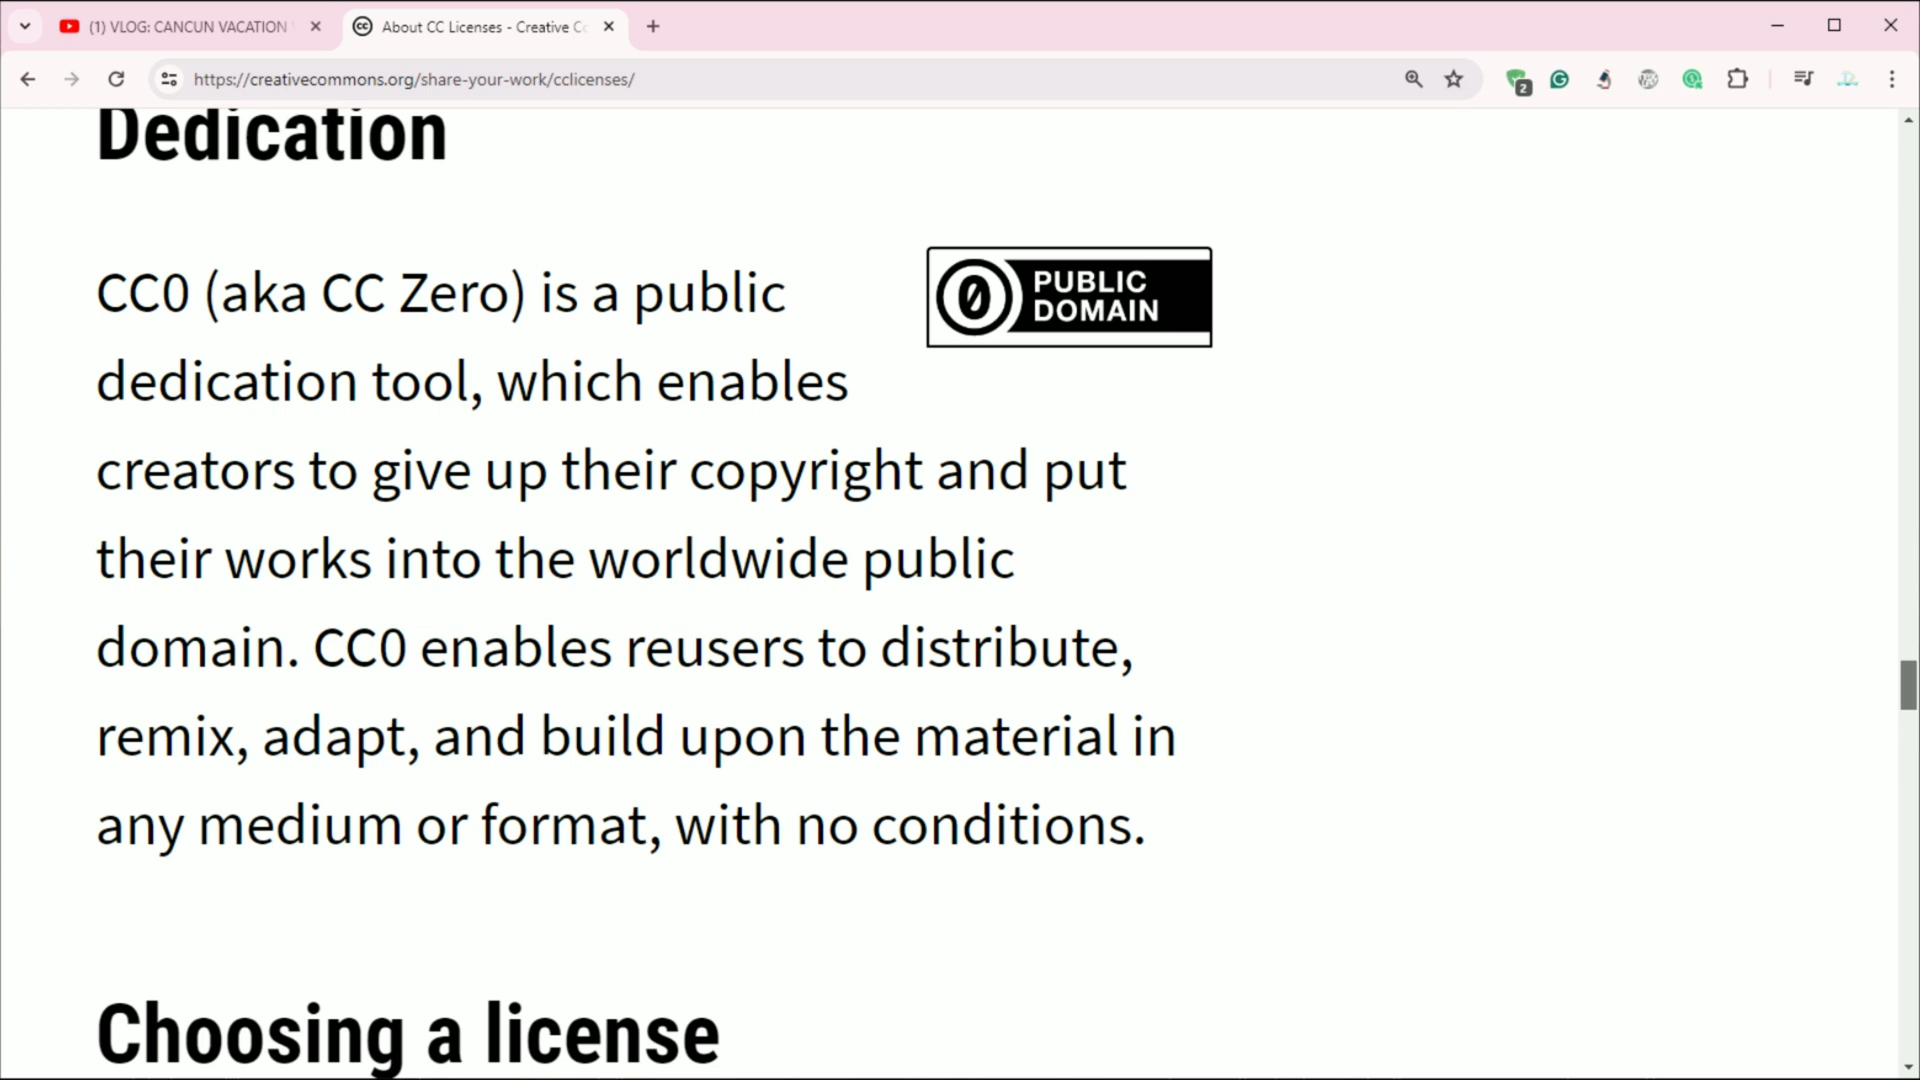 (1) VLOG: CANCUN VACATION
About CC Licenses - Creative Cc
https://creativecommons.org/share-your-work/cclicenses/
2
Dedication
CC0 (aka CC Zero) is a public
dedication tool, which enables
creators to give up their copyright and put
their works into the worldwide public
domain. CC0 enables reusers to distribute,
remix, adapt, and build upon the material in
any medium or format, with no conditions.
0 PUBLIC
DOMAIN
Choosing a license